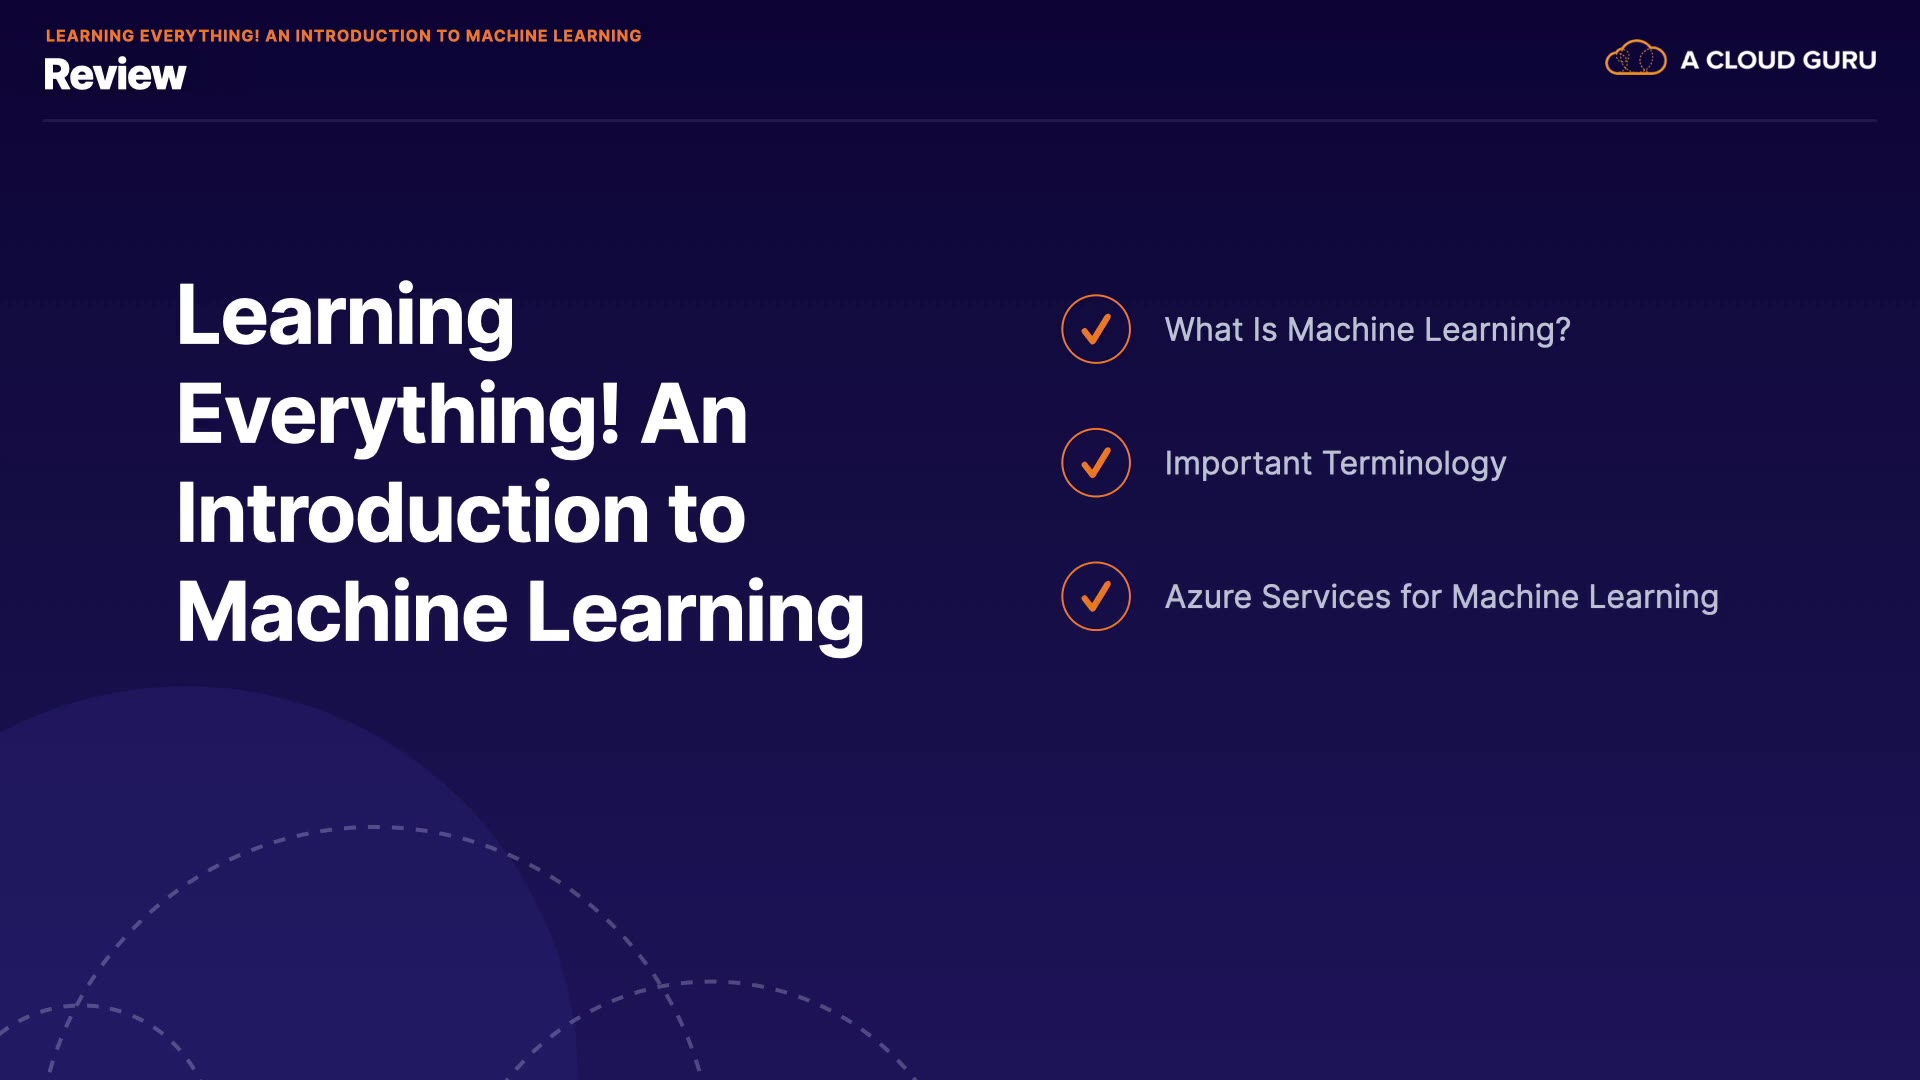 LEARNING EVERYTHING! AN INTRODUCTION TO MACHINE LEARNING
Review
A CLOUD GURU
Learning
Everything! An
Introduction to
Machine Learning
What Is Machine Learning?
Important Terminology
Azure Services for Machine Learning